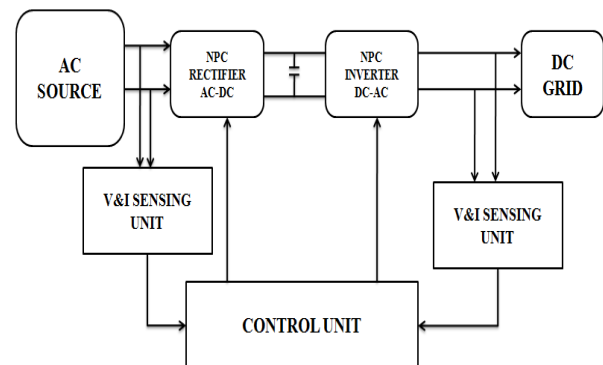 AC
SOURCE
NPC
RECTIFIER
AC-DC
NPC
INVERTER
DC-AC
DC
GRID
V&I SENSING
UNIT
V&I SENSING
UNIT
CONTROL UNIT